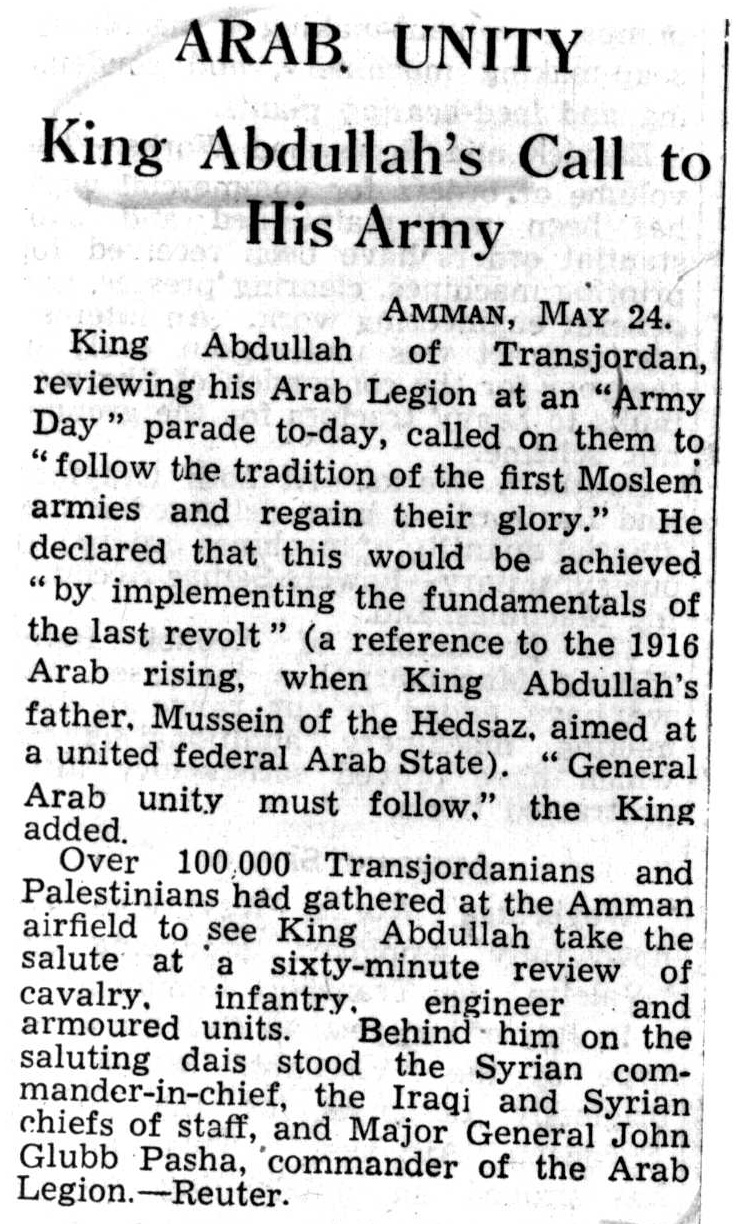 ARAB UNITY
King Abdullah's Call to
His Army
AMMAN, MAY 24.
King Abdullah of Transjordan,
reviewing his Arab Legion at an "Army
Day" parade to-day, called on them to
"follow the tradition of the first Moslem
armies and regain their glory." He
declared that this would be achieved
"by implementing the fundamentals of
the last revolt" (a reference to the 1916
Arab rising, when King Abdullah's
father, Mussein of the Hedsaz, aimed at
a united federal Arab State). "General
Arab unity must follow," the King
added.
Over 100,000 Transjordanians and
Palestinians had gathered at the Amman
airfield to see King Abdullah take the
salute at a sixty-minute review of
cavalry, infantry, engineer and
armoured units. Behind him on the
saluting dais stood the Syrian com-
mander-in-chief, the Iraqi and Syrian
chiefs of staff, and Major General John
Glubb Pasha, commander of the Arab
Legion.—Reuter.